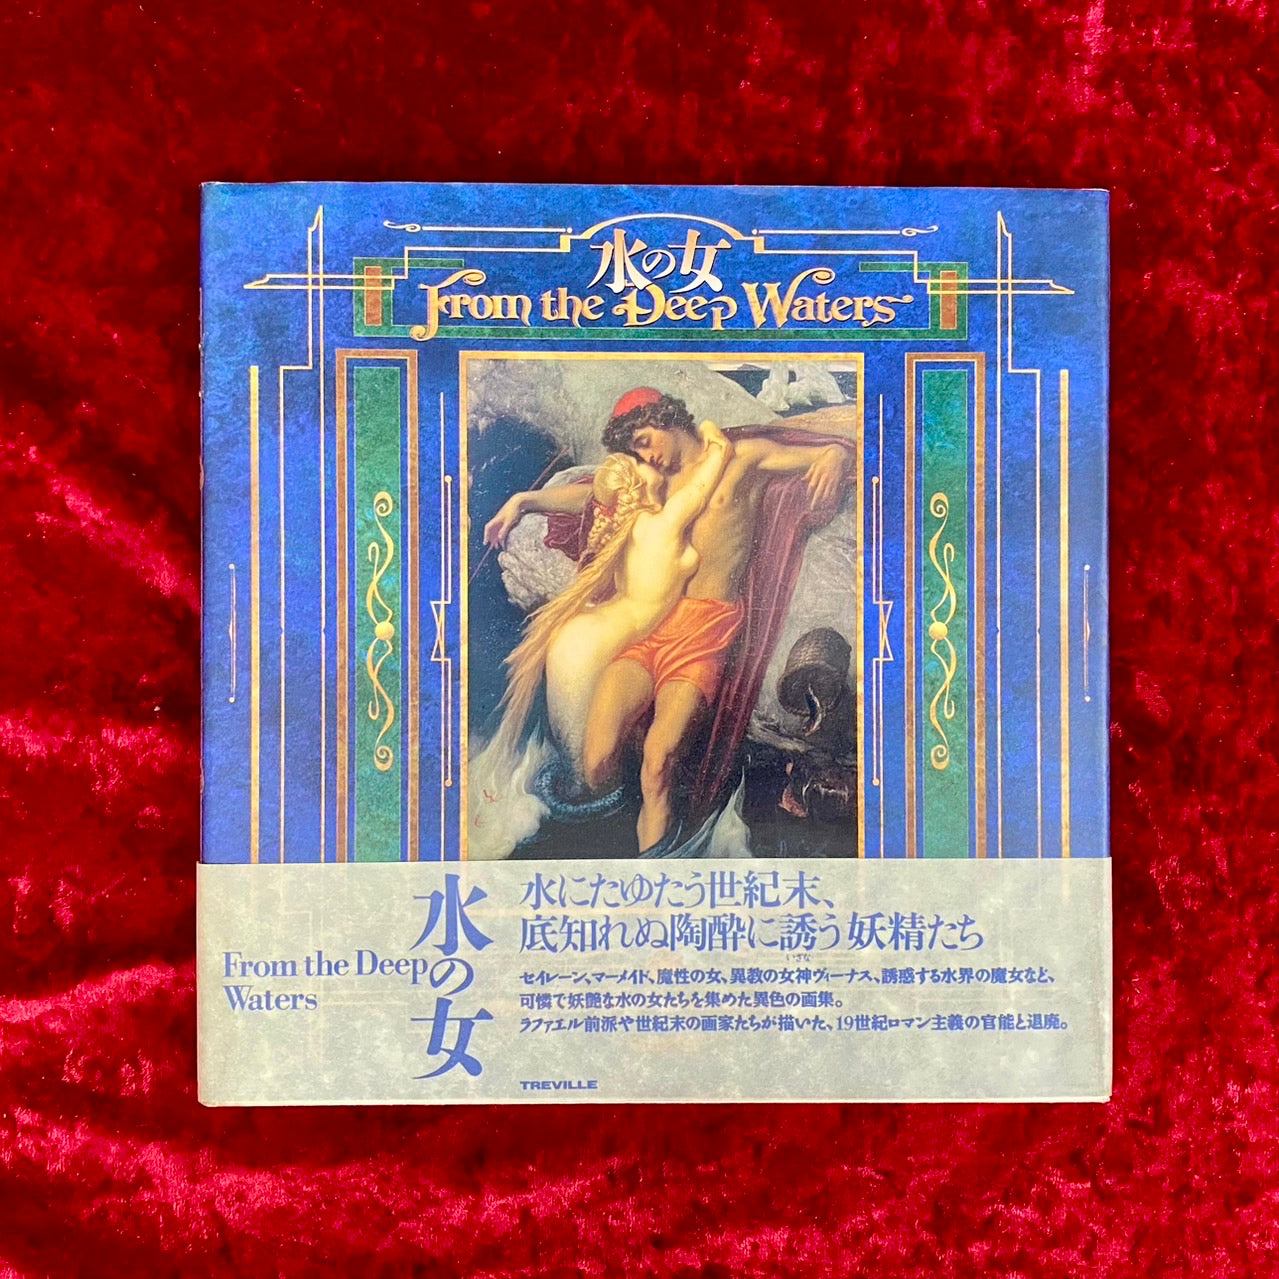 水の女
From the Deep Waters
水の女
From the Deep
Waters
水にたゆたう世紀末、
底知れぬ陶酔に誘う妖精たち
いざな
セイレーン、マーメイド、魔性の女、異教の女神ヴィーナス、誘惑する水界の魔女など、
可憐で妖艶な水の女たちを集めた異色の画集。
ラファエル前派や世紀末の画家たちが描いた、19世紀ロマン主義の官能と退廃。
TREVILLE